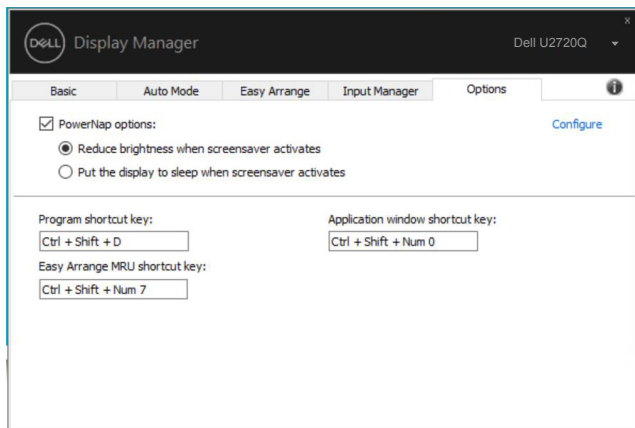 x
DELL Display Manager Dell U2720Q
Basic Auto Mode Easy Arrange Input Manager Options
PowerNap options: Configure
Reduce brightness when screensaver activates
Put the display to sleep when screensaver activates
Program shortcut key: Application window shortcut key:
Ctrl + Shift + D Ctrl + Shift + Num 0
Easy Arrange MRU shortcut key:
Ctrl + Shift + Num 7